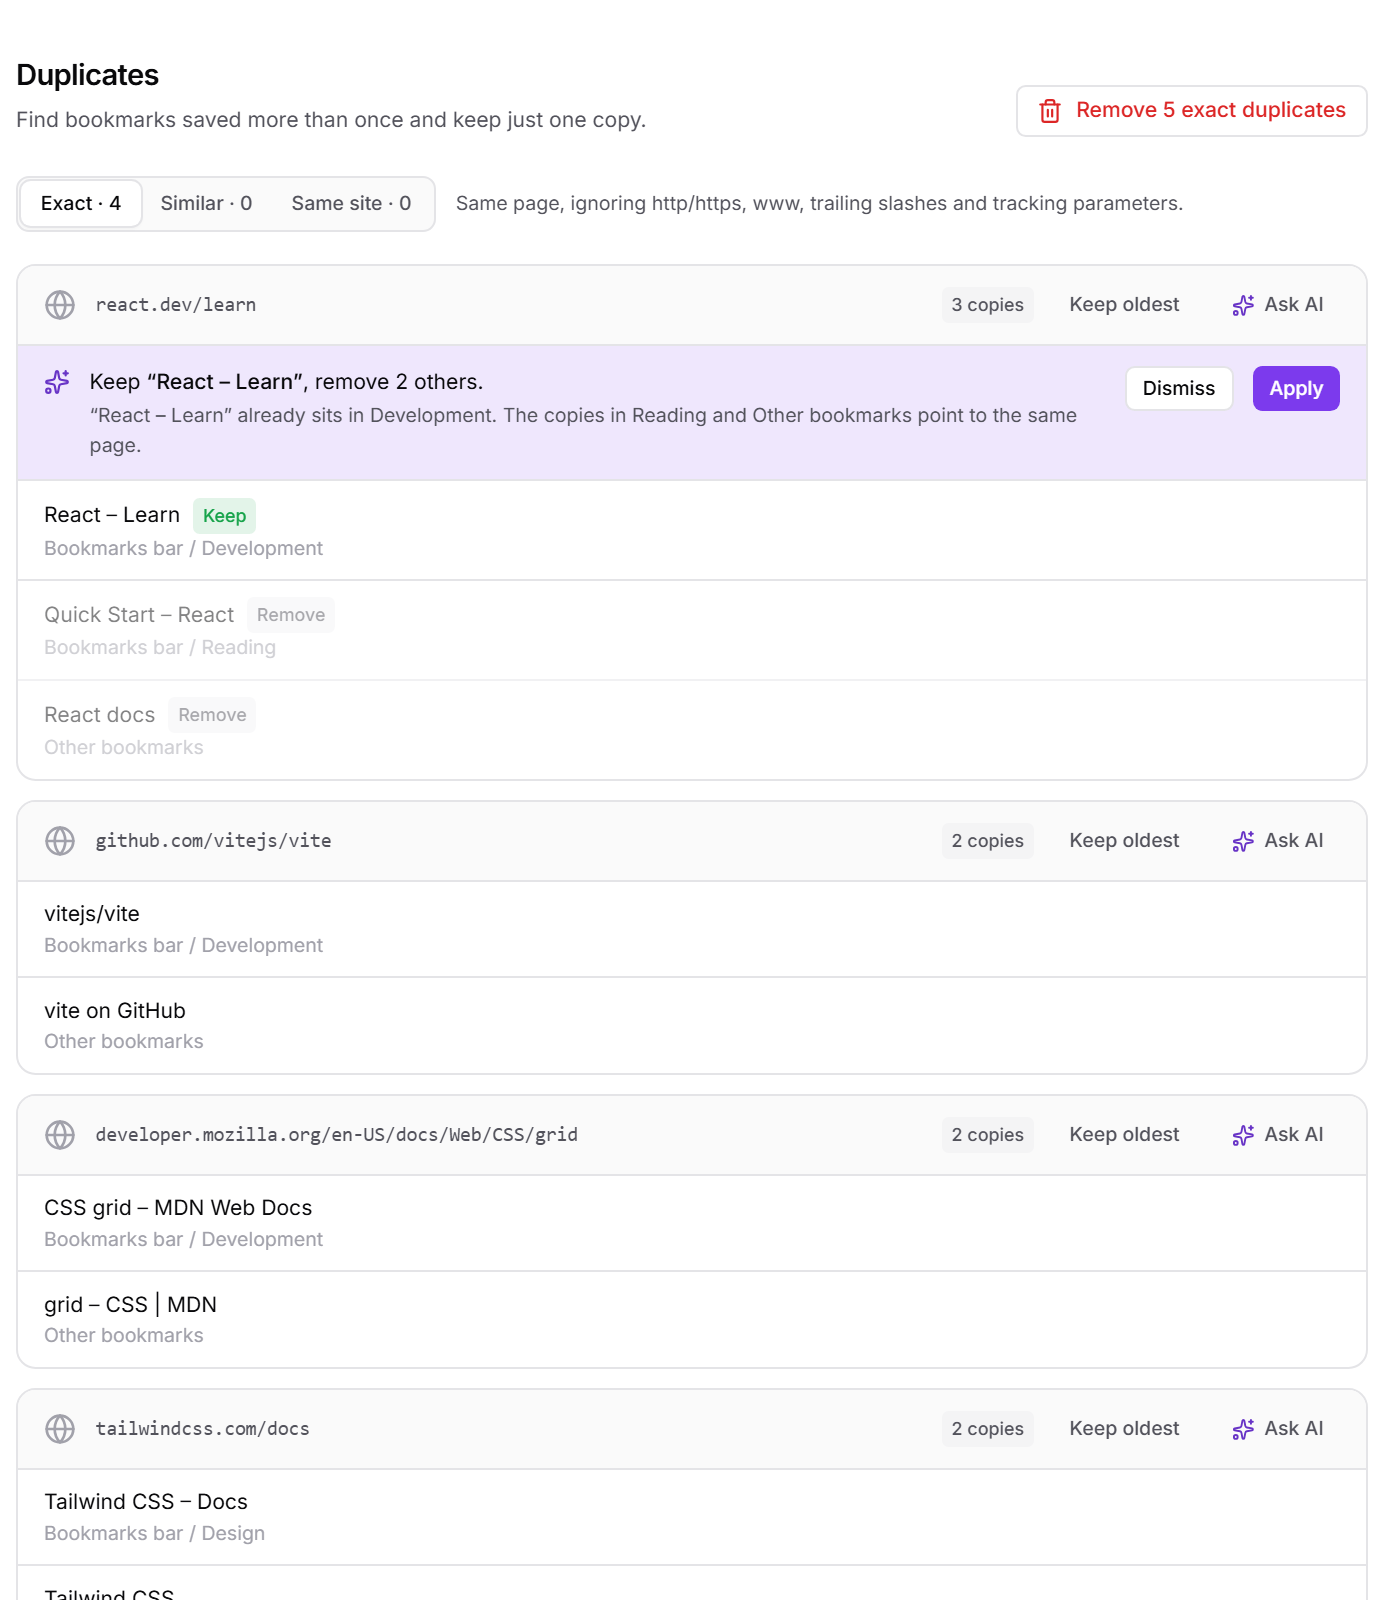 Duplicates
Find bookmarks saved more than once and keep just one copy.
Remove 5 exact duplicates
Exact · 4
Similar · 0
Same site · 0
Same page, ignoring http/https, www, trailing slashes and tracking parameters.
react.dev/learn
3 copies
Keep oldest
Ask AI
Keep “React – Learn”, remove 2 others.
“React – Learn” already sits in Development. The copies in Reading and Other bookmarks point to the same
page.
Dismiss
Apply
React – Learn Keep
Bookmarks bar / Development
Quick Start – React Remove
Bookmarks bar / Reading
React docs Remove
Other bookmarks
github.com/vitejs/vite
2 copies
Keep oldest
Ask AI
vitejs/vite
Bookmarks bar / Development
vite on GitHub
Other bookmarks
developer.mozilla.org/en-US/docs/Web/CSS/grid
2 copies
Keep oldest
Ask AI
CSS grid – MDN Web Docs
Bookmarks bar / Development
grid – CSS | MDN
Other bookmarks
tailwindcss.com/docs
2 copies
Keep oldest
Ask AI
Tailwind CSS – Docs
Bookmarks bar / Design
Tailwind CSS